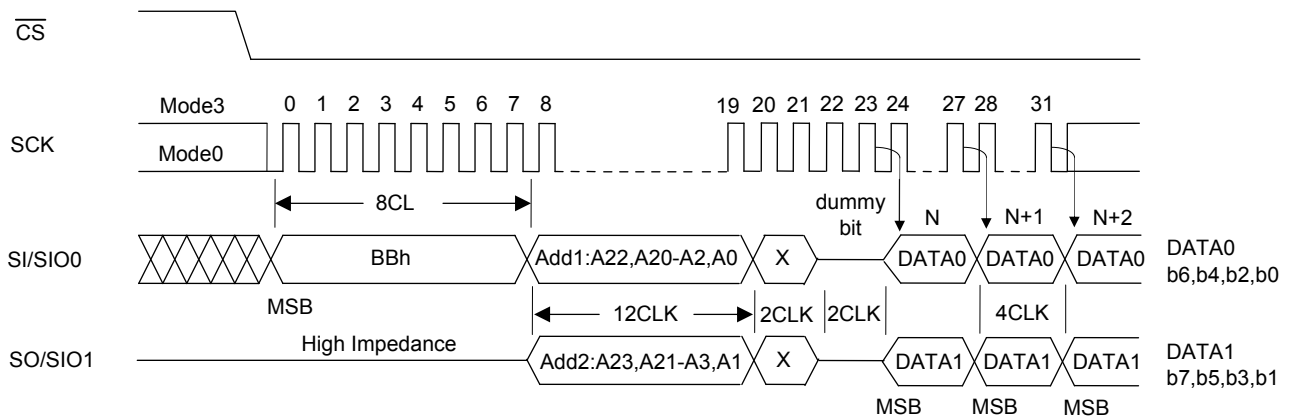 CS
Mode3 0 1 2 3 4 5 6 7 8 19 20 21 22 23 24 27 28 31
SCK
Mode0
8CL
dummy bit
N N+1 N+2
SI/SIO0 BBh Add1:A22,A20-A2,A0 X DATA0 DATA0 DATA0
DATA0
b6,b4,b2,b0
MSB
12CLK 2CLK 2CLK 4CLK
High Impedance
SO/SIO1 Add2:A23,A21-A3,A1 X DATA1 DATA1 DATA1
DATA1
b7,b5,b3,b1
MSB MSB MSB